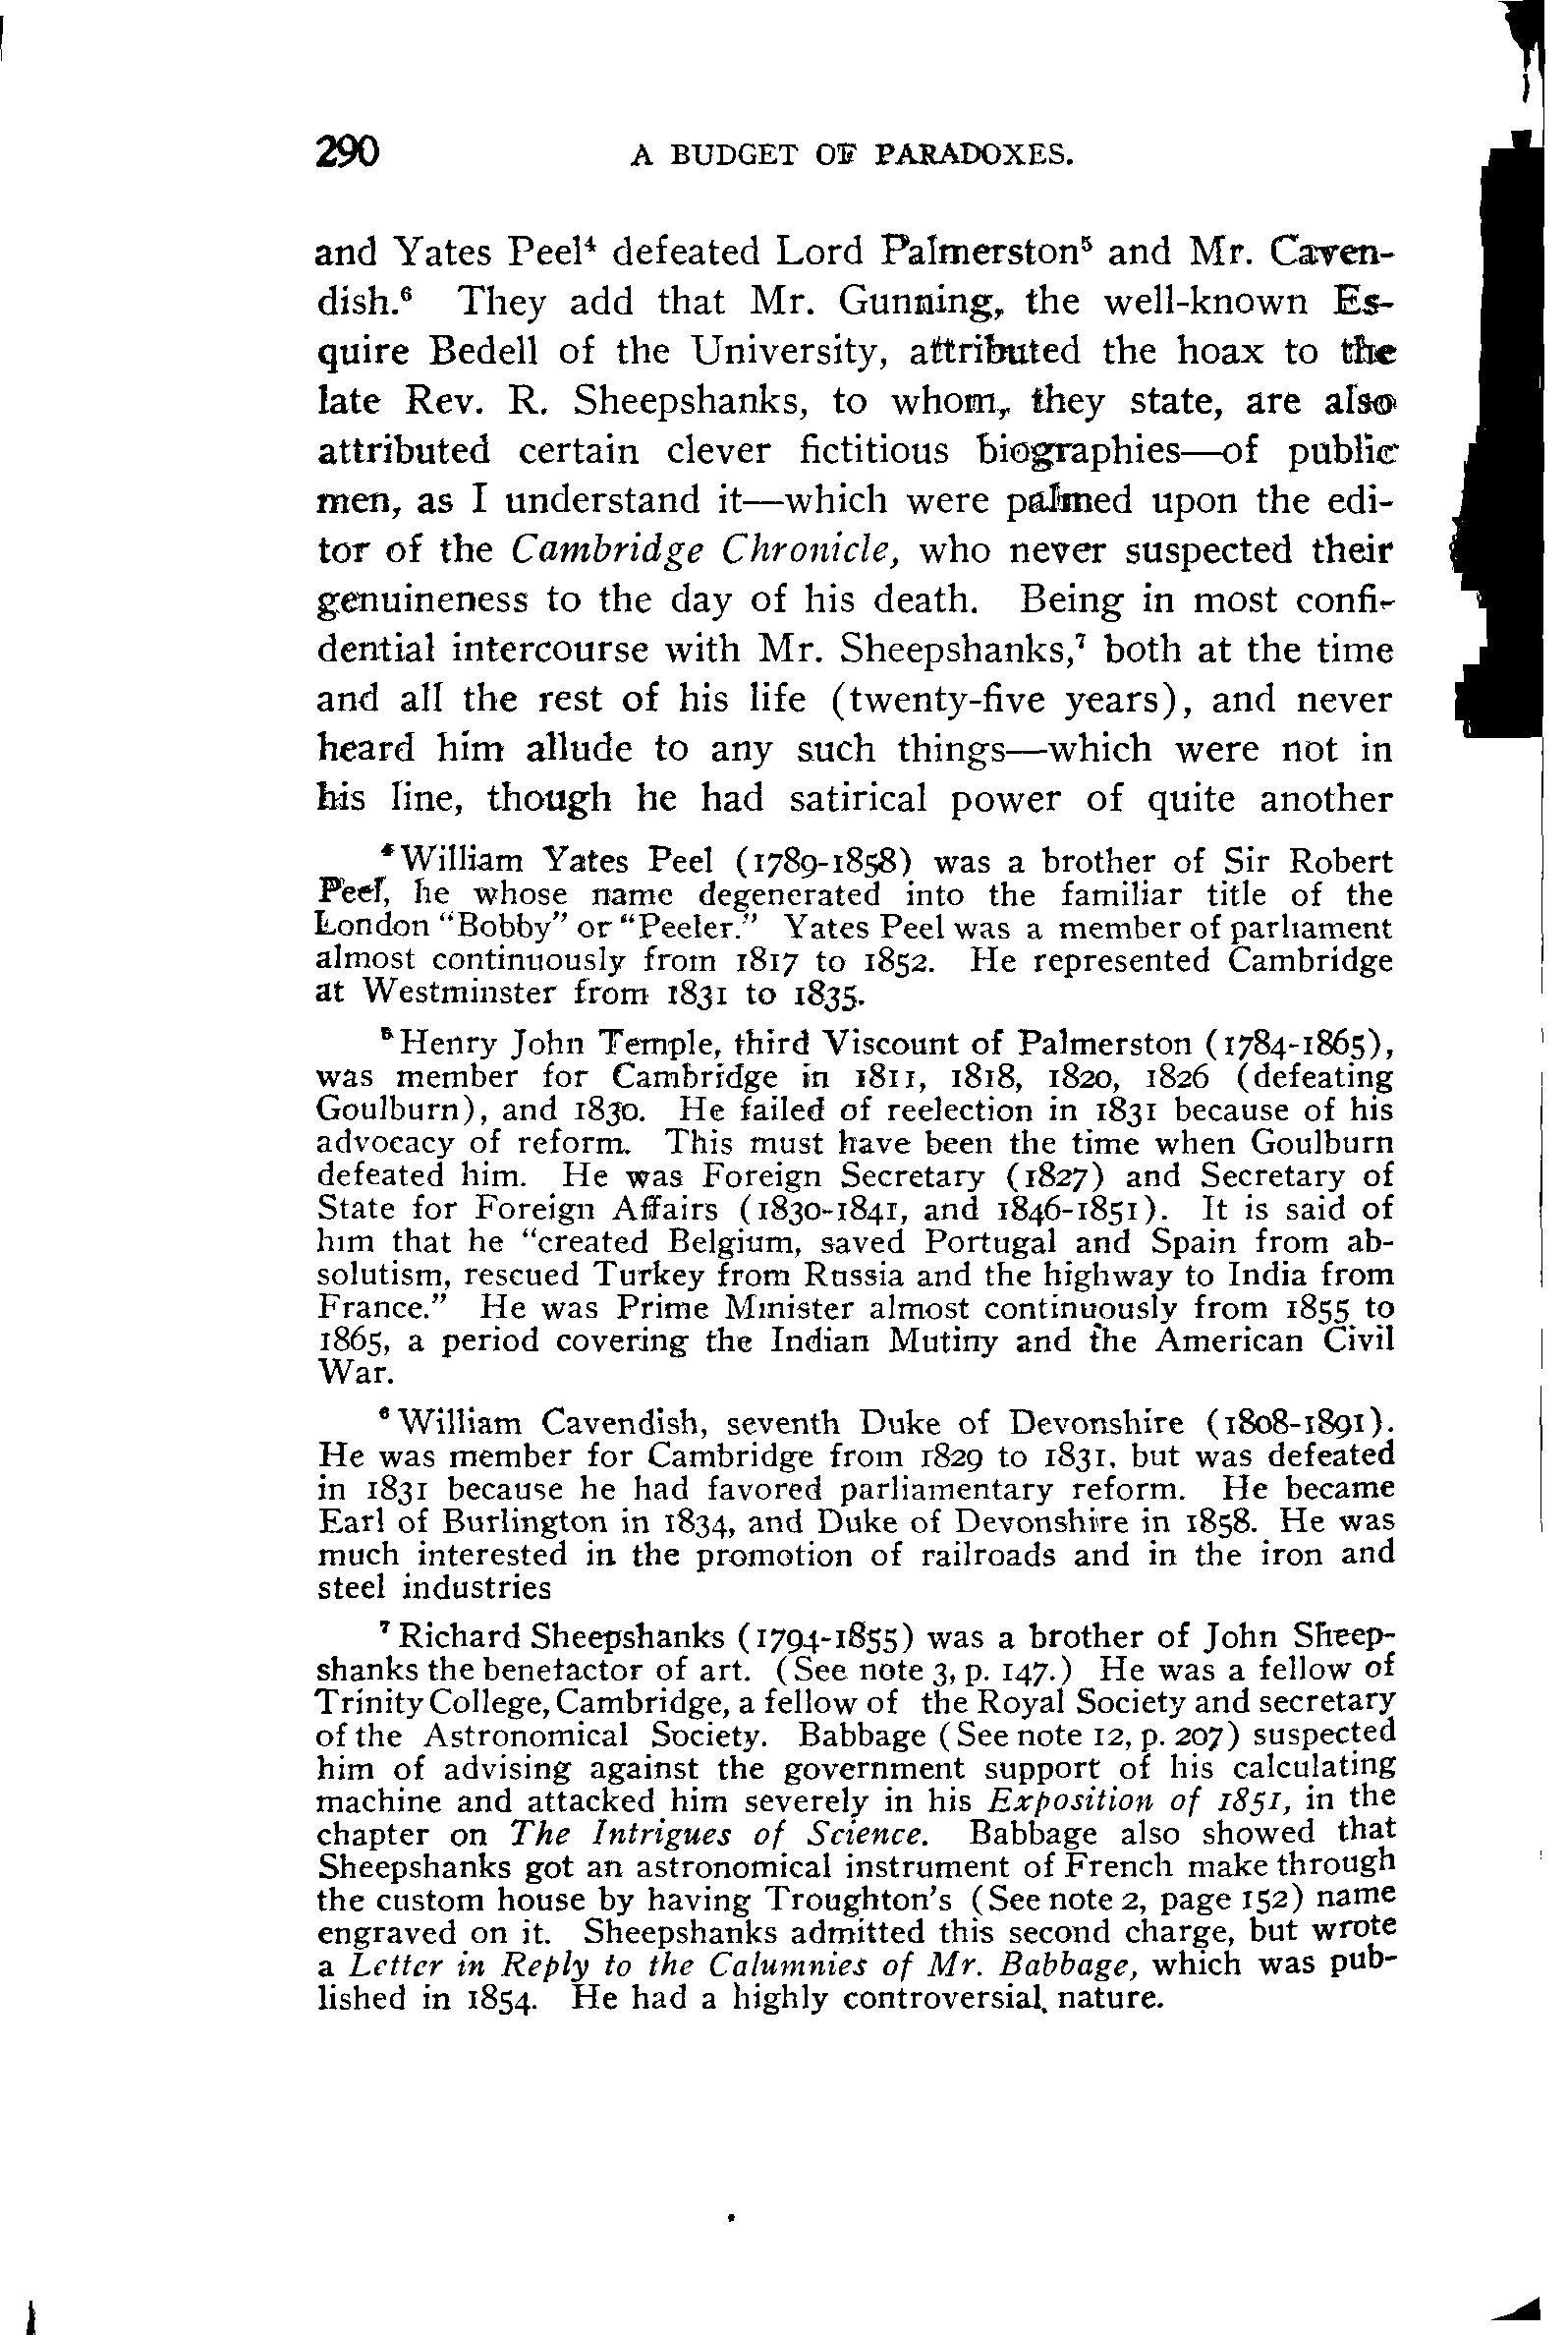 290 A BUDGET OF PARADOXES.
and Yates Peel⁴ defeated Lord Palmerston⁵ and Mr. Caven-
dish.⁶ They add that Mr. Gunning, the well-known Es-
quire Bedell of the University, attributed the hoax to the
late Rev. R. Sheepshanks, to whom, they state, are also
attributed certain clever fictitious biographies—of public
men, as I understand it—which were palmed upon the edi-
tor of the Cambridge Chronicle, who never suspected their
genuineness to the day of his death. Being in most confi-
dential intercourse with Mr. Sheepshanks,⁷ both at the time
and all the rest of his life (twenty-five years), and never
heard him allude to any such things—which were not in
his line, though he had satirical power of quite another
⁴ William Yates Peel (1789-1858) was a brother of Sir Robert
Peel, he whose name degenerated into the familiar title of the
London "Bobby" or "Peeler." Yates Peel was a member of parliament
almost continuously from 1817 to 1852. He represented Cambridge
at Westminster from 1831 to 1835.
⁵ Henry John Temple, third Viscount of Palmerston (1784-1865),
was member for Cambridge in 1811, 1818, 1820, 1826 (defeating
Goulburn), and 1830. He failed of reelection in 1831 because of his
advocacy of reform. This must have been the time when Goulburn
defeated him. He was Foreign Secretary (1827) and Secretary of
State for Foreign Affairs (1830-1841, and 1846-1851). It is said of
him that he "created Belgium, saved Portugal and Spain from ab-
solutism, rescued Turkey from Russia and the highway to India from
France." He was Prime Minister almost continuously from 1855 to
1865, a period covering the Indian Mutiny and the American Civil
War.
⁶ William Cavendish, seventh Duke of Devonshire (1808-1891).
He was member for Cambridge from 1829 to 1831, but was defeated
in 1831 because he had favored parliamentary reform. He became
Earl of Burlington in 1834, and Duke of Devonshire in 1858. He was
much interested in the promotion of railroads and in the iron and
steel industries
⁷ Richard Sheepshanks (1794-1855) was a brother of John Sheep-
shanks the benefactor of art. (See note 3, p. 147.) He was a fellow of
Trinity College, Cambridge, a fellow of the Royal Society and secretary
of the Astronomical Society. Babbage (See note 12, p. 207) suspected
him of advising against the government support of his calculating
machine and attacked him severely in his Exposition of 1851, in the
chapter on The Intrigues of Science. Babbage also showed that
Sheepshanks got an astronomical instrument of French make through
the custom house by having Troughton's (See note 2, page 152) name
engraved on it. Sheepshanks admitted this second charge, but wrote
a Letter in Reply to the Calumnies of Mr. Babbage, which was pub-
lished in 1854. He had a highly controversial nature.